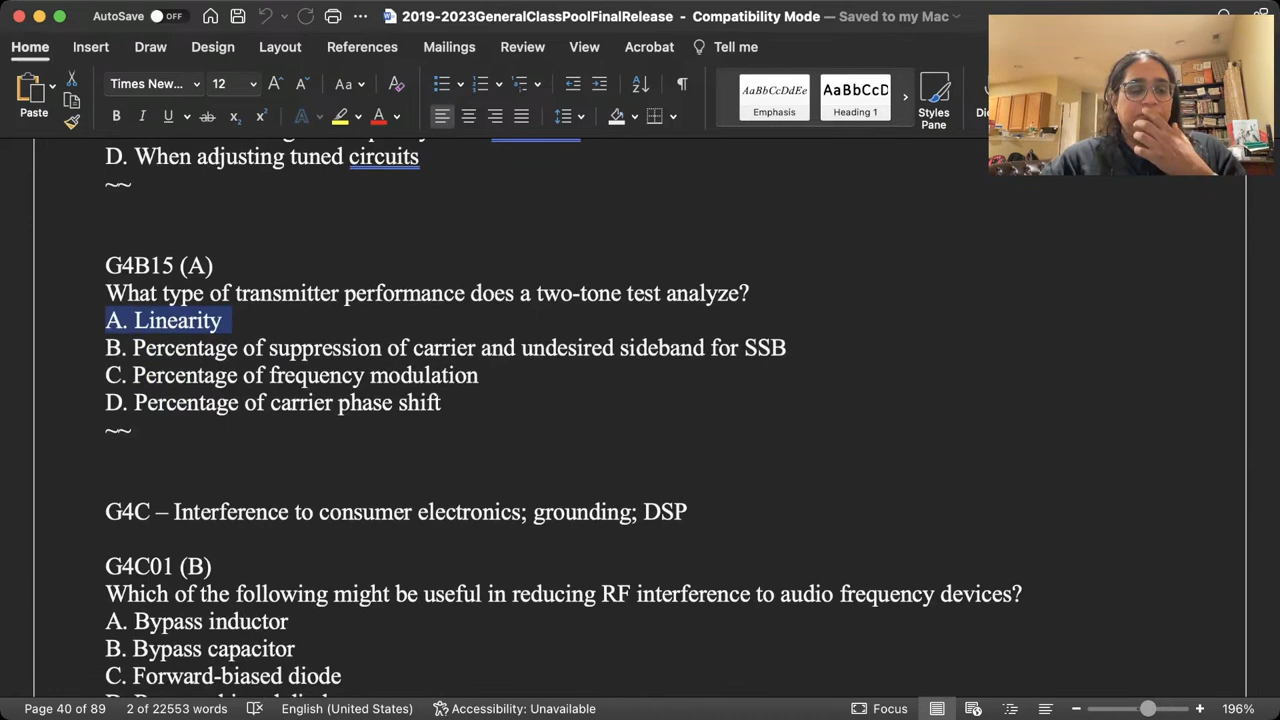 AutoSave OFF
2019-2023GeneralClassPoolFinalRelease - Compatibility Mode — Saved to my Mac
Home Insert Draw Design Layout References Mailings Review View Acrobat Tell me
Paste
Times New... 12
Aa
B I U ab x₂ x² A A
AaBbCcDdEe
Emphasis
AaBbCcD
Heading 1
Styles
Pane
D. When adjusting tuned circuits
~~
G4B15 (A)
What type of transmitter performance does a two-tone test analyze?
A. Linearity
B. Percentage of suppression of carrier and undesired sideband for SSB
C. Percentage of frequency modulation
D. Percentage of carrier phase shift
~~
G4C – Interference to consumer electronics; grounding; DSP
G4C01 (B)
Which of the following might be useful in reducing RF interference to audio frequency devices?
A. Bypass inductor
B. Bypass capacitor
C. Forward-biased diode
Page 40 of 89 2 of 22553 words English (United States) Accessibility: Unavailable Focus 196%